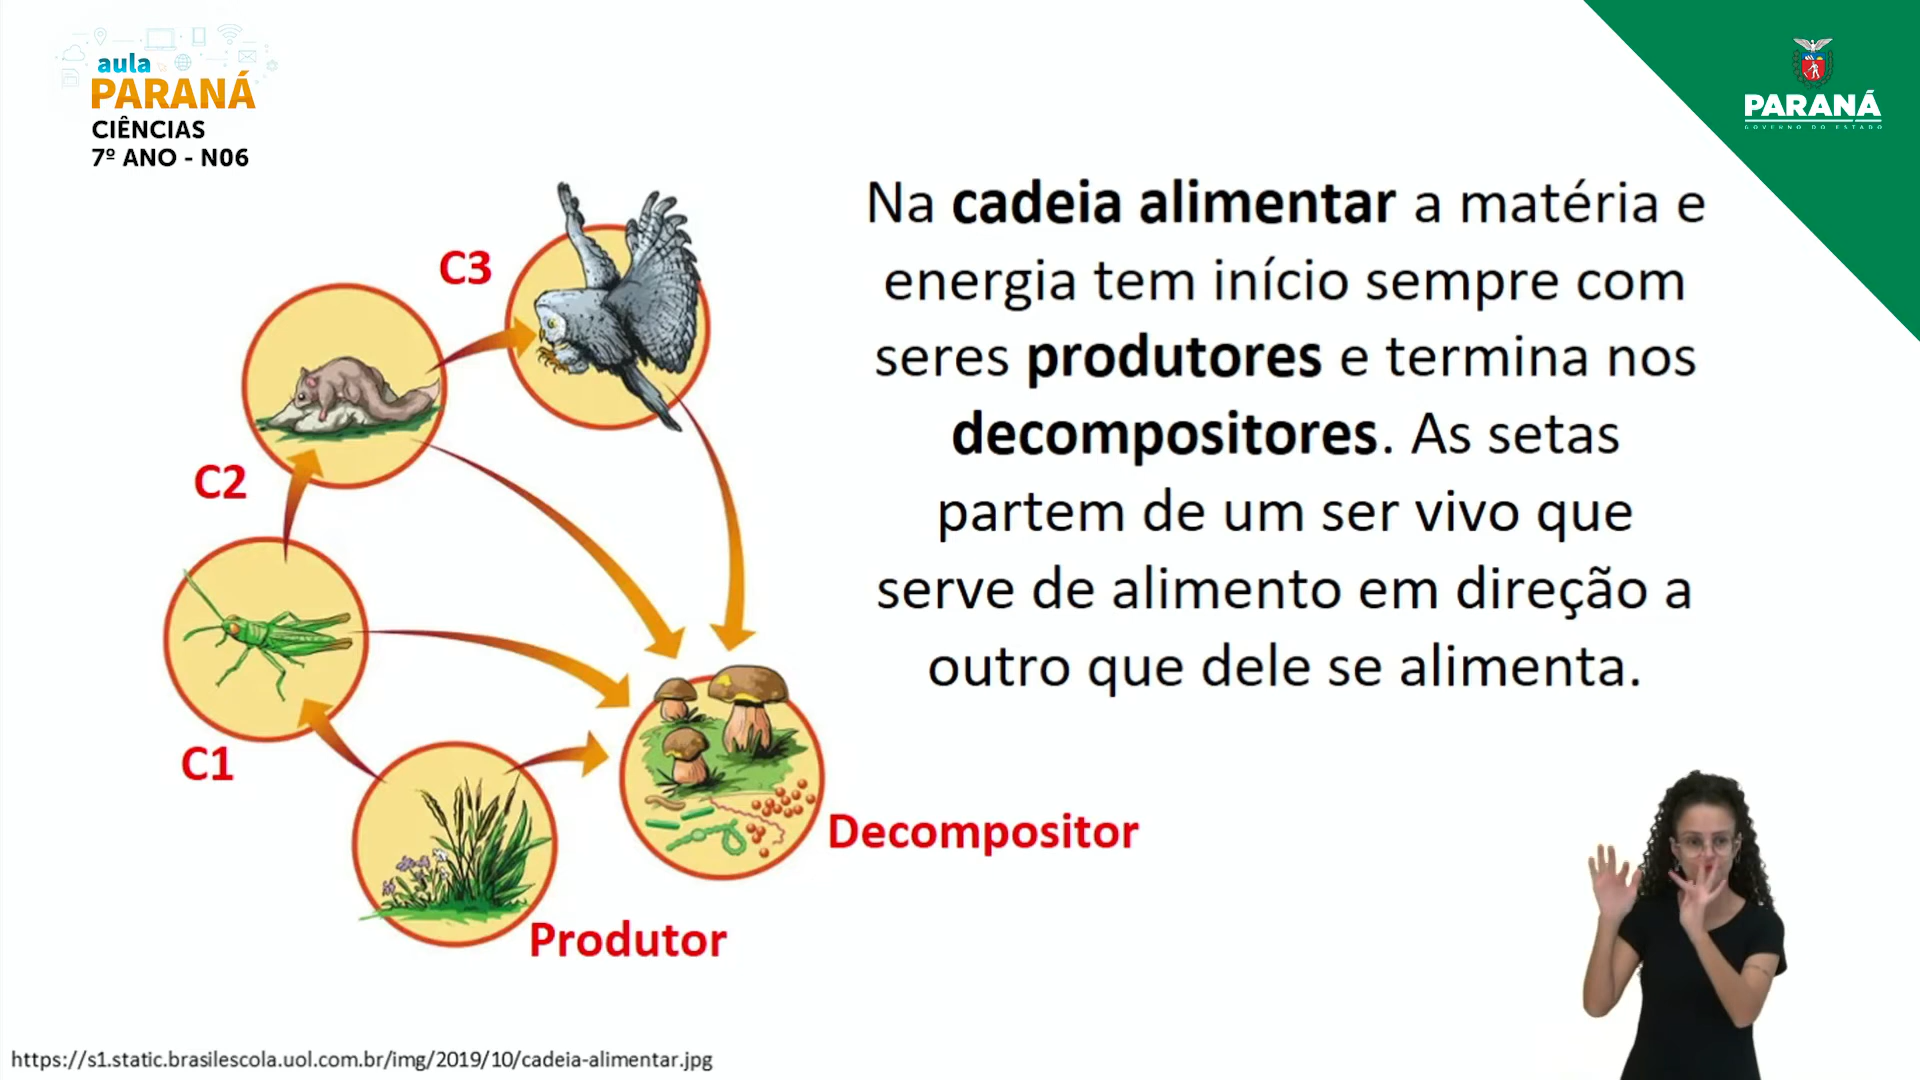 aula
PARANÁ
CIÊNCIAS
7º ANO - N06
PARANÁ
GOVERNO DO ESTADO
Na cadeia alimentar a matéria e
energia tem início sempre com
seres produtores e termina nos
decompositores. As setas
partem de um ser vivo que
serve de alimento em direção a
outro que dele se alimenta.
C3
C2
C1
Decompositor
Produtor
https://s1.static.brasilescola.uol.com.br/img/2019/10/cadeia-alimentar.jpg